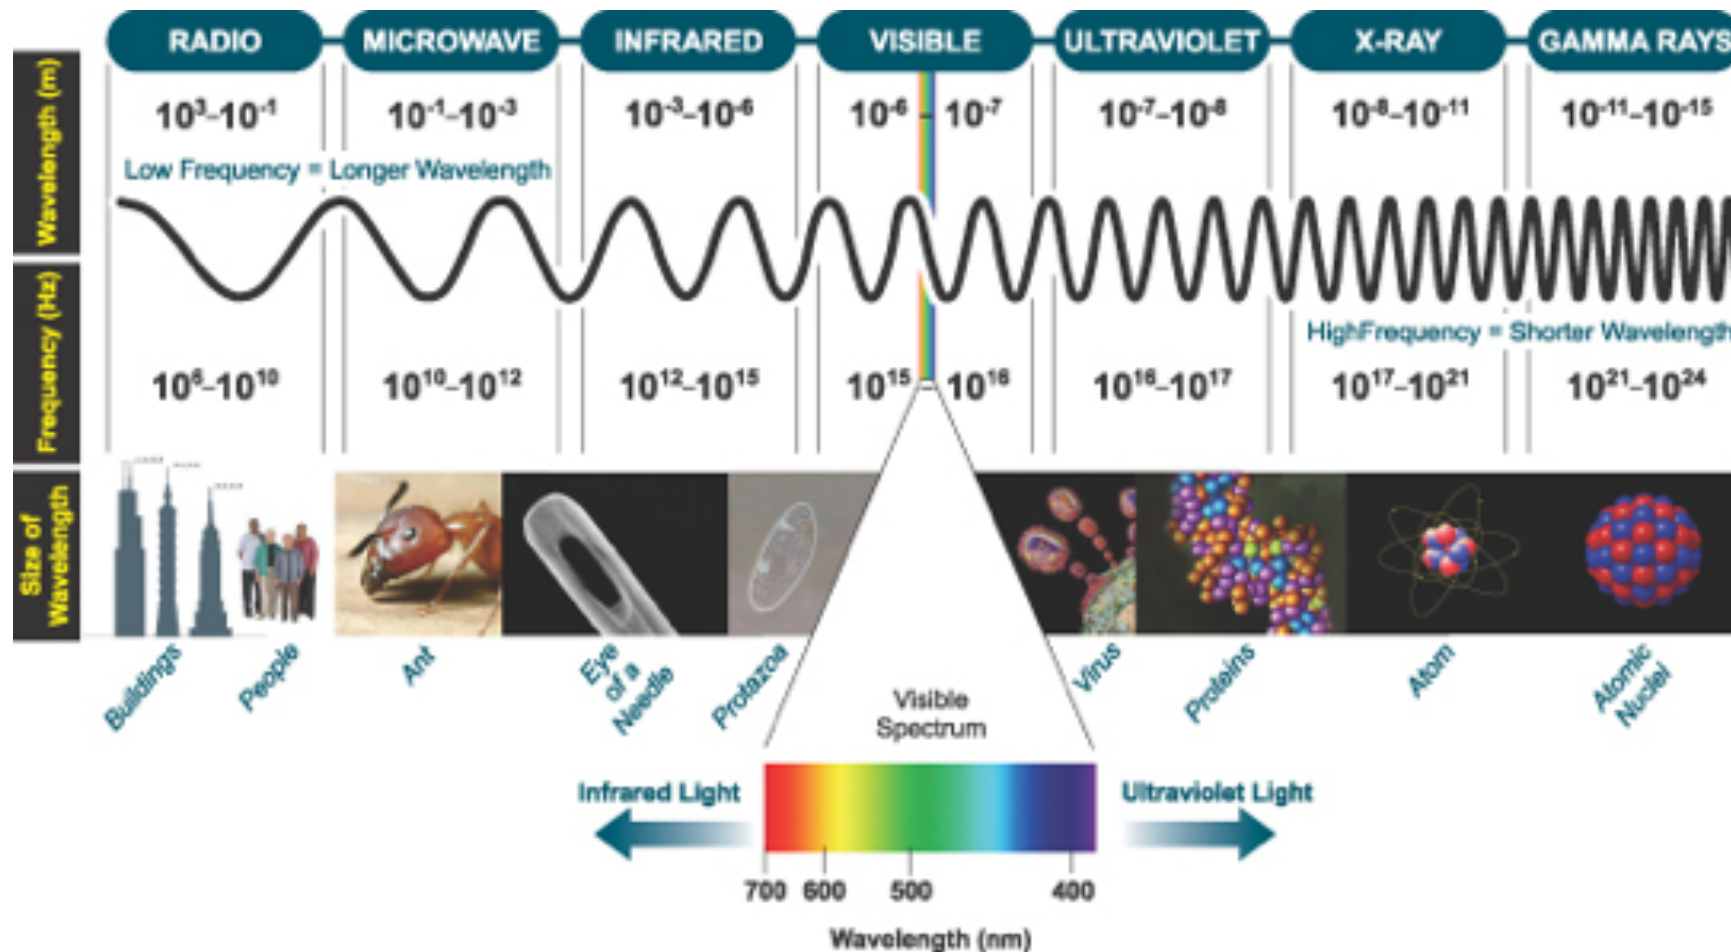 RADIO MICROWAVE INFRARED VISIBLE ULTRAVIOLET X-RAY GAMMA RAYS
Wavelength (m)
10³–10⁻¹ 10⁻¹–10⁻³ 10⁻³–10⁻⁶ 10⁻⁶ – 10⁻⁷ 10⁻⁷–10⁻⁸ 10⁻⁸–10⁻¹¹ 10⁻¹¹–10⁻¹⁵
Low Frequency = Longer Wavelength
HighFrequency = Shorter Wavelength
Frequency (Hz)
10⁶–10¹⁰ 10¹⁰–10¹² 10¹²–10¹⁵ 10¹⁵ – 10¹⁶ 10¹⁶–10¹⁷ 10¹⁷–10²¹ 10²¹–10²⁴
Size of
Wavelength
Buildings
People
Ant
Eye
of a
Needle
Protazoa
Virus
Proteins
Atom
Atomic
Nuclei
Visible
Spectrum
Infrared Light
Ultraviolet Light
700 600 500 400
Wavelength (nm)